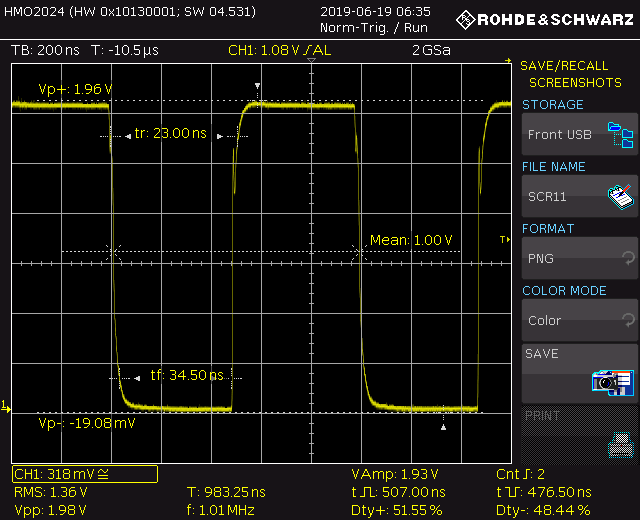 HMO2024 (HW 0x10130001; SW 04.531)
2019-06-19 06:35
Norm-Trig. / Run
ROHDE&SCHWARZ
TB: 200 ns T: -10.5 µs CH1: 1.08 V / AL 2 GSa
SAVE/RECALL
SCREENSHOTS
STORAGE
Front USB
FILE NAME
SCR11
FORMAT
PNG
COLOR MODE
Color
SAVE
PRINT
Vp+: 1.96 V
tr: 23.00 ns
Mean: 1.00 V
T
tf: 34.50 ns
1
Vp-: -19.08 mV
CH1: 318 mV ≅
VAmp: 1.93 V
Cnt: 2
RMS: 1.36 V
T: 983.25 ns
t: 507.00 ns
t: 476.50 ns
Vpp: 1.98 V
f: 1.01 MHz
Dty+: 51.55 %
Dty-: 48.44 %